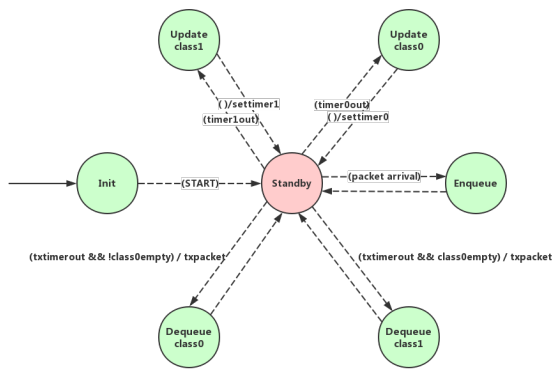 Update
class1
Update
class0
( )/settimer1
(timer0out)
(timer1out)
( )/settimer0
Init
(START)
Standby
(packet arrival)
Enqueue
(txtimerout && !class0empty) / txpacket
(txtimerout && class0empty) / txpacket
Dequeue
class0
Dequeue
class1